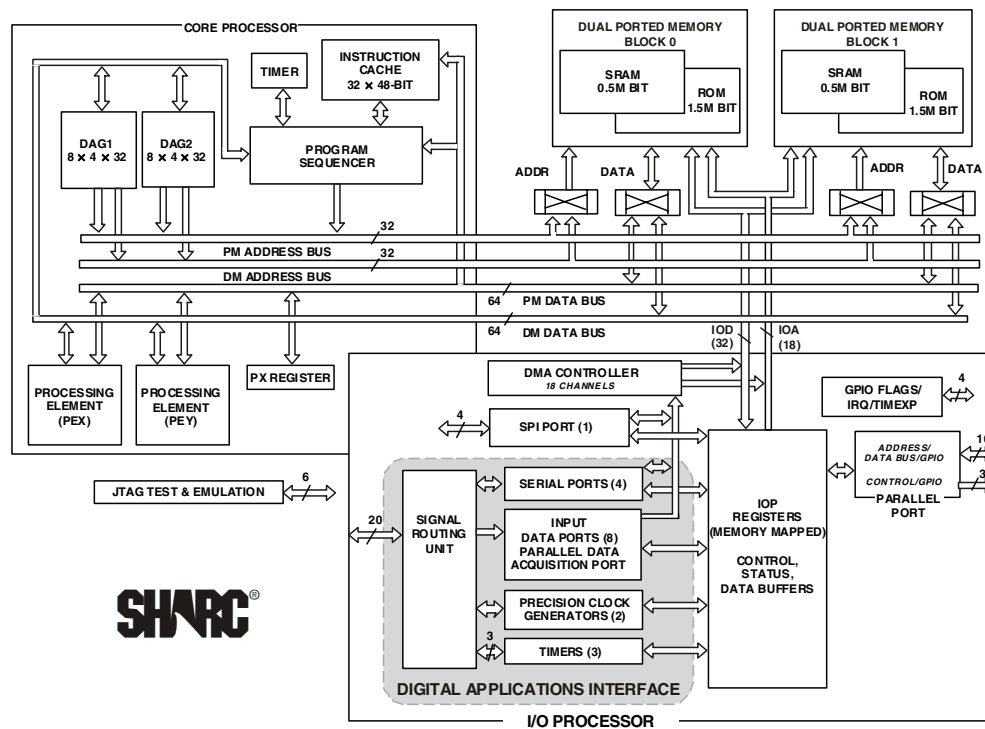 CORE PROCESSOR
TIMER
INSTRUCTION
CACHE
32 × 48-BIT
DAG1
8 × 4 × 32
DAG2
8 × 4 × 32
PROGRAM
SEQUENCER
DUAL PORTED MEMORY
BLOCK 0
SRAM
0.5M BIT
ROM
1.5M BIT
DUAL PORTED MEMORY
BLOCK 1
SRAM
0.5M BIT
ROM
1.5M BIT
ADDR
DATA
ADDR
DATA
32
PM ADDRESS BUS
32
DM ADDRESS BUS
64
PM DATA BUS
64
DM DATA BUS
IOD
(32)
IOA
(18)
PROCESSING
ELEMENT
(PEX)
PROCESSING
ELEMENT
(PEY)
PX REGISTER
DMA CONTROLLER
18 CHANNELS
GPIO FLAGS/
IRQ/TIMEXP
4
4
SPI PORT (1)
ADDRESS/
DATA BUS/GPIO
CONTROL/GPIO
PARALLEL
PORT
16
3
JTAG TEST & EMULATION
6
20
SIGNAL
ROUTING
UNIT
SERIAL PORTS (4)
INPUT
DATA PORTS (8)
PARALLEL DATA
ACQUISITION PORT
PRECISION CLOCK
GENERATORS (2)
3
TIMERS (3)
IOP
REGISTERS
(MEMORY MAPPED)
CONTROL,
STATUS,
DATA BUFFERS
SHARC®
DIGITAL APPLICATIONS INTERFACE
I/O PROCESSOR